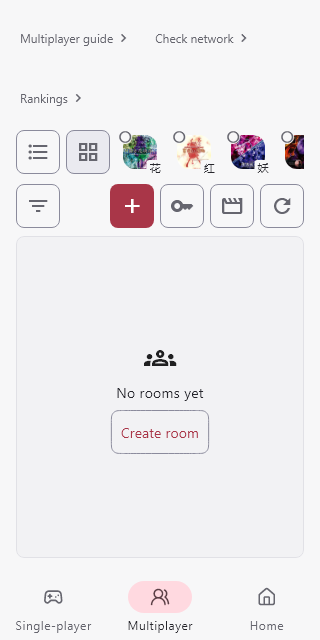 Multiplayer guide
Check network
Rankings
花
红
妖
No rooms yet
Create room
Single-player
Multiplayer
Home